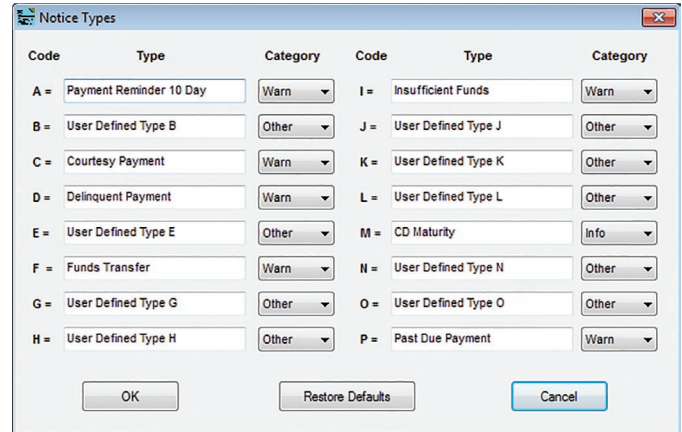 Notice Types
Code Type Category Code Type Category
A = Payment Reminder 10 Day Warn I = Insufficient Funds Warn
B = User Defined Type B Other J = User Defined Type J Other
C = Courtesy Payment Warn K = User Defined Type K Other
D = Delinquent Payment Warn L = User Defined Type L Other
E = User Defined Type E Other M = CD Maturity Info
F = Funds Transfer Warn N = User Defined Type N Other
G = User Defined Type G Other O = User Defined Type O Other
H = User Defined Type H Other P = Past Due Payment Warn
OK Restore Defaults Cancel